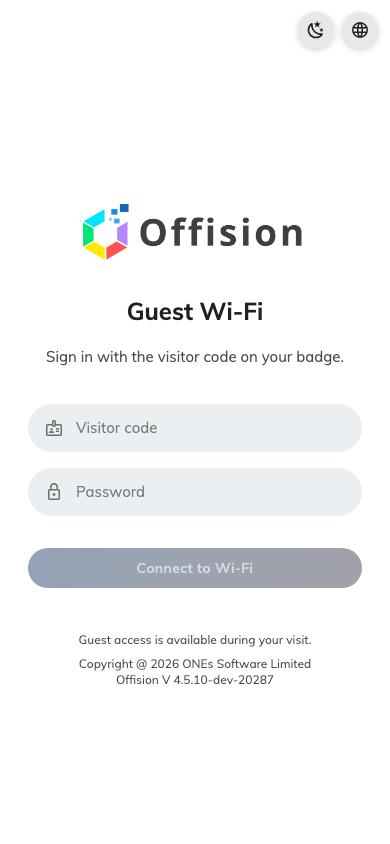 Offision
Guest Wi-Fi
Sign in with the visitor code on your badge.
Visitor code
Password
Connect to Wi-Fi
Guest access is available during your visit.
Copyright @ 2026 ONEs Software Limited
Offision V 4.5.10-dev-20287